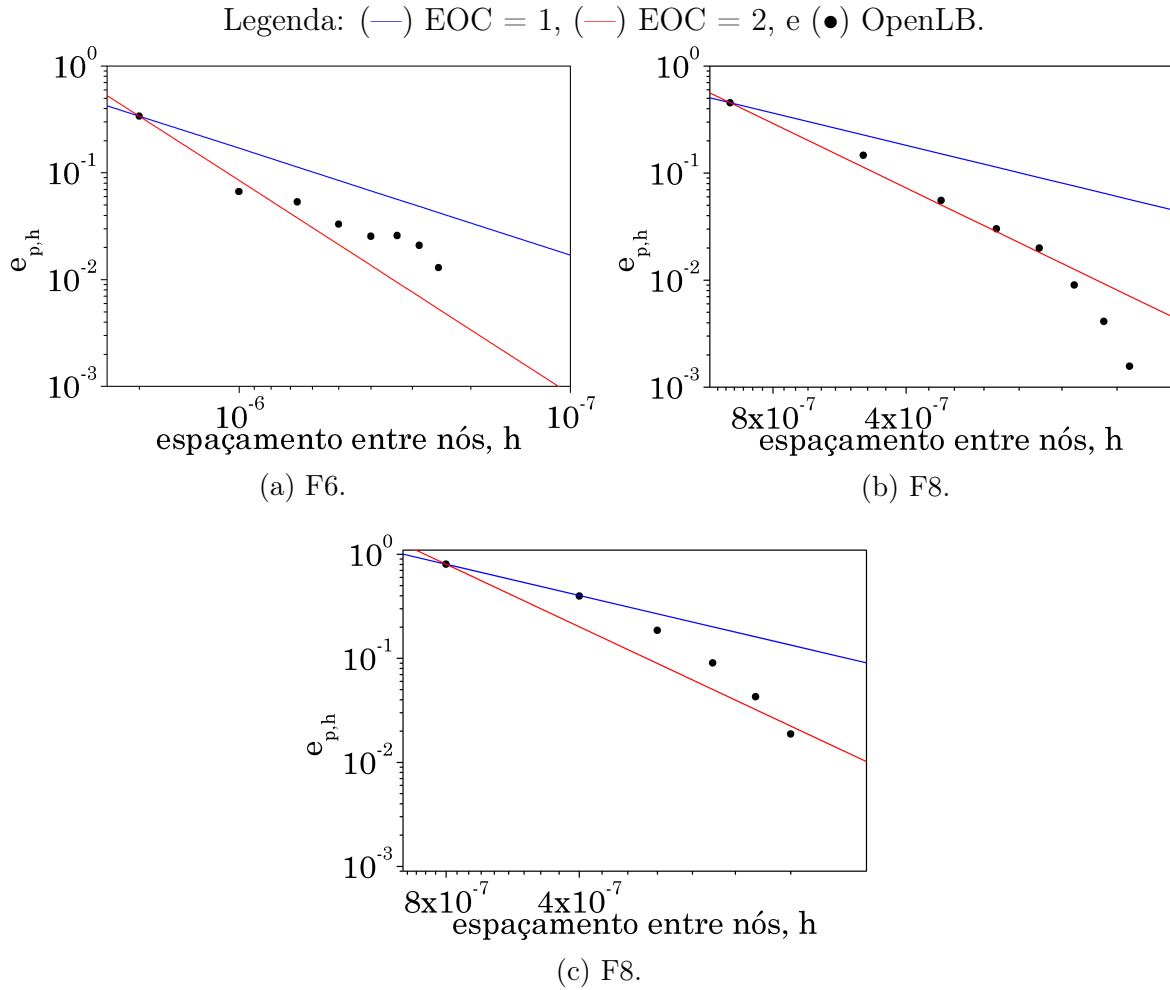 Legenda: (—) EOC = 1, (—) EOC = 2, e (●) OpenLB.
10^0
10^-1
10^-2
10^-3
e_p,h
10^-6
10^-7
espaçamento entre nós, h
(a) F6.
10^0
10^-1
10^-2
10^-3
e_p,h
8x10^-7
4x10^-7
espaçamento entre nós, h
(b) F8.
10^0
10^-1
10^-2
10^-3
e_p,h
8x10^-7
4x10^-7
espaçamento entre nós, h
(c) F8.